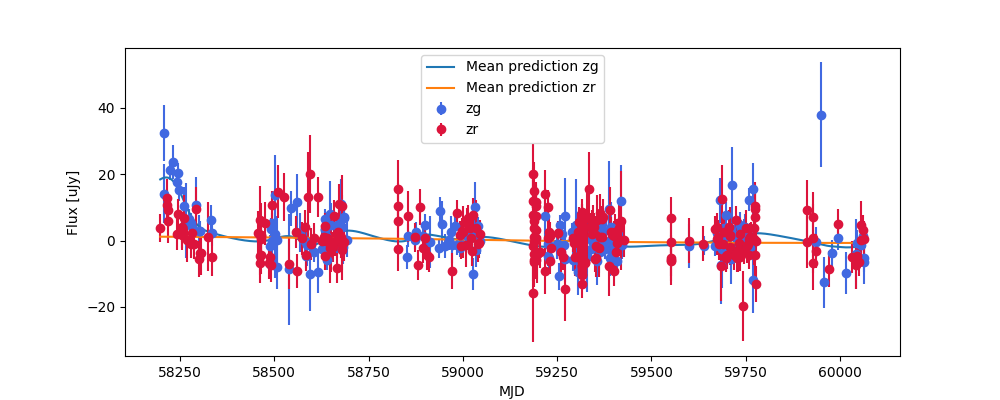 Mean prediction zg
Mean prediction zr
zg
zr
Flux [uJy]
40
20
0
−20
58250 58500 58750 59000 59250 59500 59750 60000
MJD